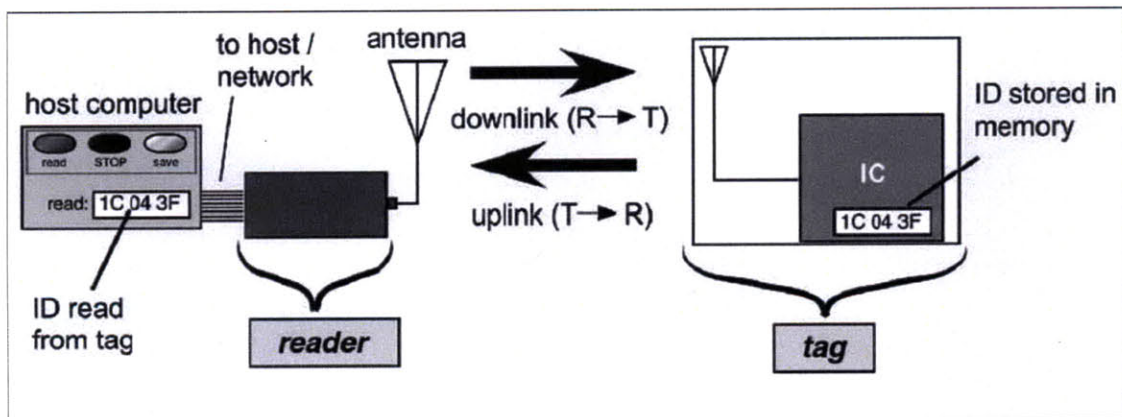 to host /
network
antenna
host computer
read STOP save
read: 1C 04 3F
downlink (R→T)
uplink (T→R)
ID stored in
memory
IC
1C 04 3F
ID read
from tag
reader
tag